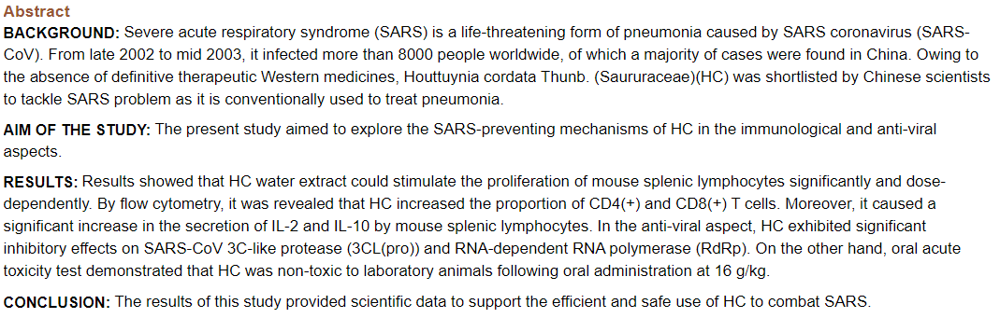 Abstract
BACKGROUND: Severe acute respiratory syndrome (SARS) is a life-threatening form of pneumonia caused by SARS coronavirus (SARS-
CoV). From late 2002 to mid 2003, it infected more than 8000 people worldwide, of which a majority of cases were found in China. Owing to
the absence of definitive therapeutic Western medicines, Houttuynia cordata Thunb. (Saururaceae)(HC) was shortlisted by Chinese scientists
to tackle SARS problem as it is conventionally used to treat pneumonia.
AIM OF THE STUDY: The present study aimed to explore the SARS-preventing mechanisms of HC in the immunological and anti-viral
aspects.
RESULTS: Results showed that HC water extract could stimulate the proliferation of mouse splenic lymphocytes significantly and dose-
dependently. By flow cytometry, it was revealed that HC increased the proportion of CD4(+) and CD8(+) T cells. Moreover, it caused a
significant increase in the secretion of IL-2 and IL-10 by mouse splenic lymphocytes. In the anti-viral aspect, HC exhibited significant
inhibitory effects on SARS-CoV 3C-like protease (3CL(pro)) and RNA-dependent RNA polymerase (RdRp). On the other hand, oral acute
toxicity test demonstrated that HC was non-toxic to laboratory animals following oral administration at 16 g/kg.
CONCLUSION: The results of this study provided scientific data to support the efficient and safe use of HC to combat SARS.